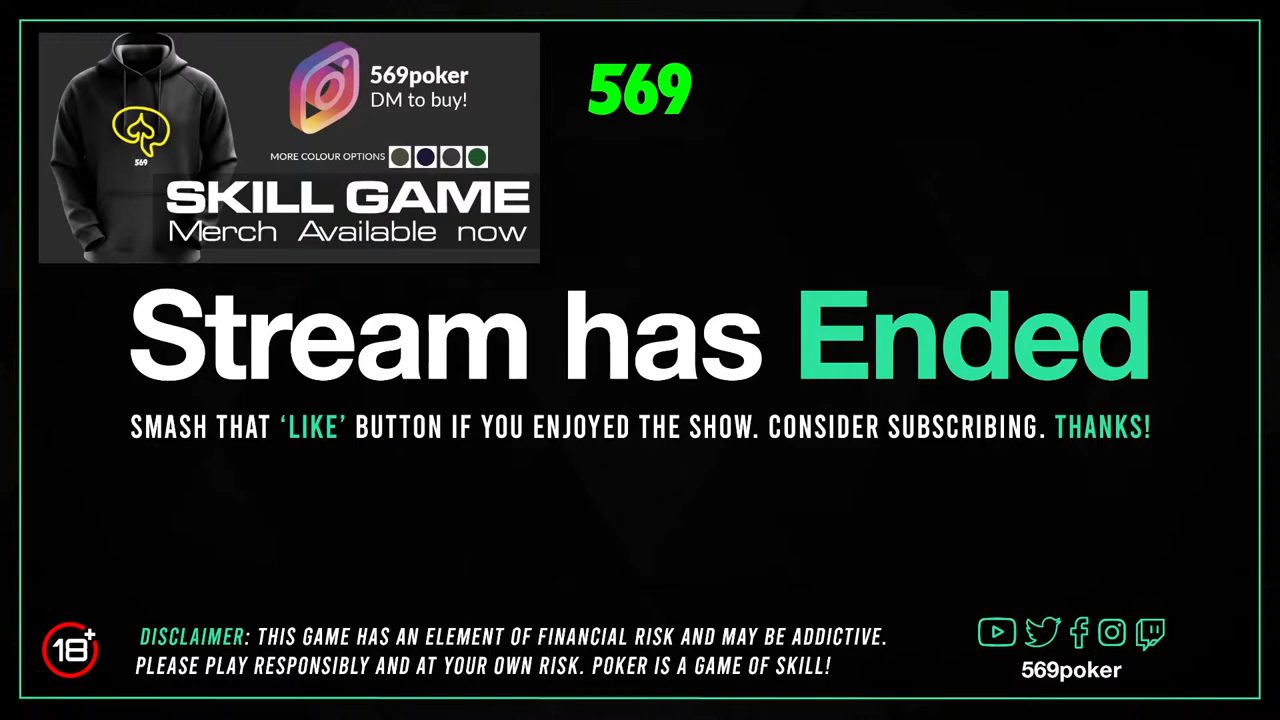 569poker
DM to buy!
569
MORE COLOUR OPTIONS
SKILL GAME
Merch Available now
569
Stream has Ended
SMASH THAT ‘LIKE’ BUTTON IF YOU ENJOYED THE SHOW. CONSIDER SUBSCRIBING. THANKS!
18+
DISCLAIMER: THIS GAME HAS AN ELEMENT OF FINANCIAL RISK AND MAY BE ADDICTIVE.
PLEASE PLAY RESPONSIBLY AND AT YOUR OWN RISK. POKER IS A GAME OF SKILL!
569poker